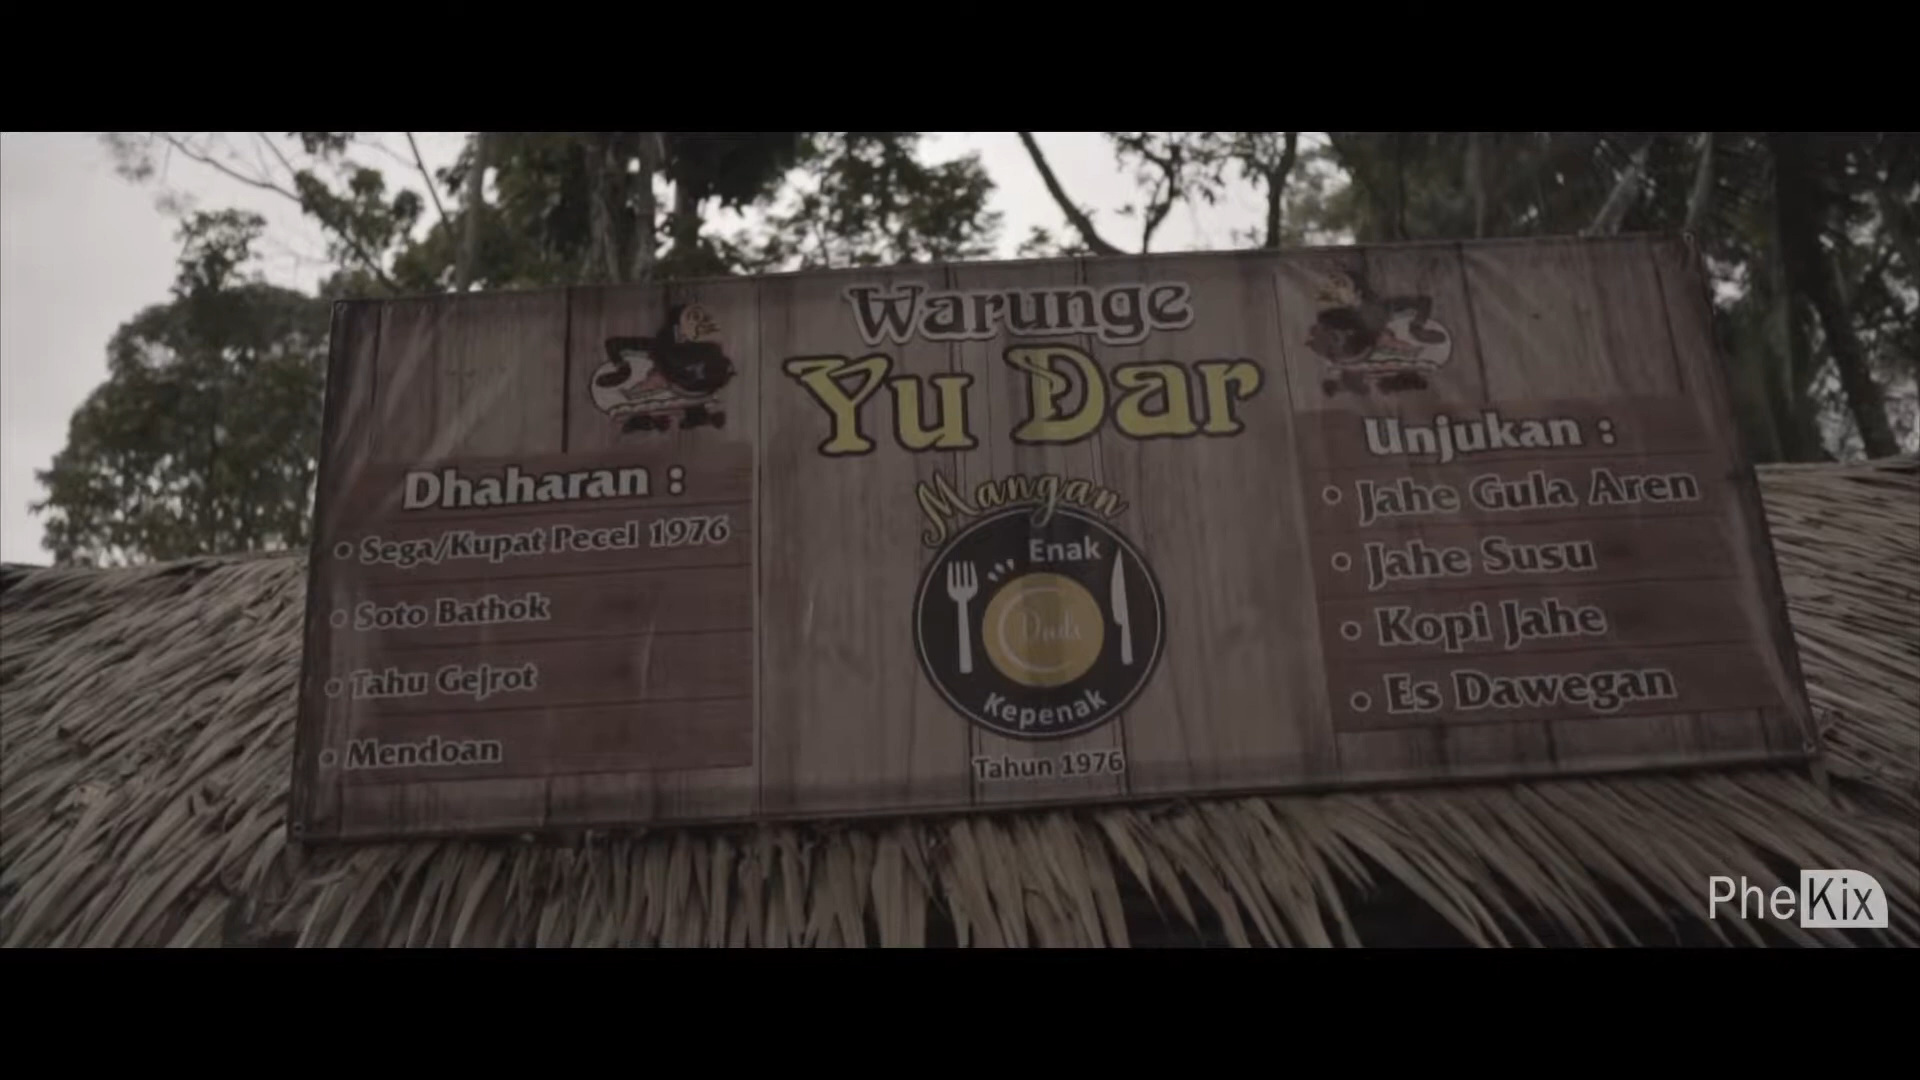 Warunge
Yu Dar
Dhaharan :
• Sega/Kupat Pecel 1976
• Soto Bathok
• Tahu Gejrot
• Mendoan
Mangan
Enak
Kepenak
Tahun 1976
Unjukan :
• Jahe Gula Aren
• Jahe Susu
• Kopi Jahe
• Es Dawegan
PheKix